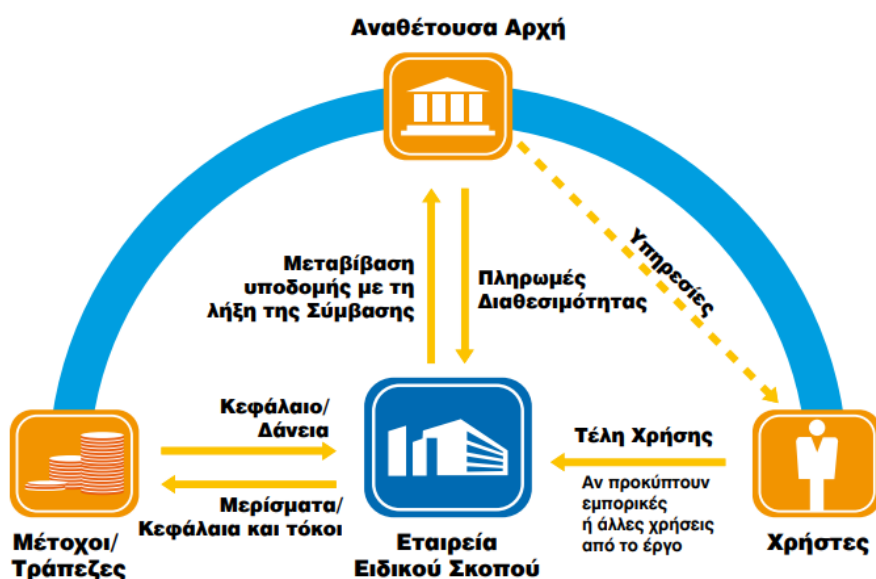 Αναθέτουσα Αρχή
Μεταβίβαση
υποδομής με τη
λήξη της Σύμβασης
Πληρωμές
Διαθεσιμότητας
Υπηρεσίες
Κεφάλαιο/
Δάνεια
Μερίσματα/
Κεφάλαια και τόκοι
Τέλη Χρήσης
Αν προκύπτουν
εμπορικές
ή άλλες χρήσεις
από το έργο
Μέτοχοι/
Τράπεζες
Εταιρεία
Ειδικού Σκοπού
Χρήστες